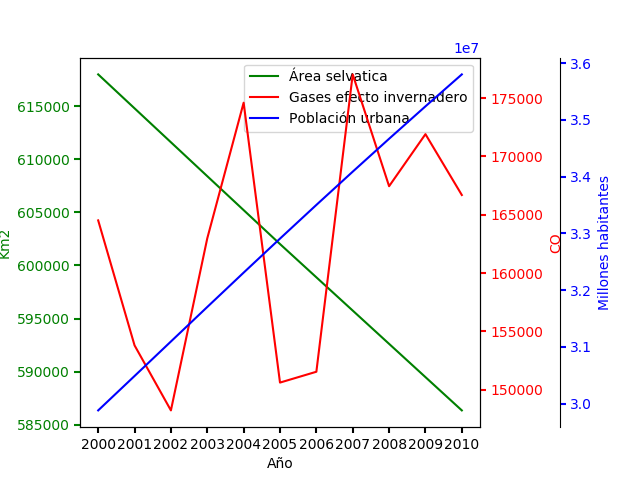 1e7
Área selvatica
Gases efecto invernadero
Población urbana
615000
610000
605000
600000
595000
590000
585000
Km2
175000
170000
165000
160000
155000
150000
CO
3.6
3.5
3.4
3.3
3.2
3.1
3.0
Millones habitantes
2000 2001 2002 2003 2004 2005 2006 2007 2008 2009 2010
Año